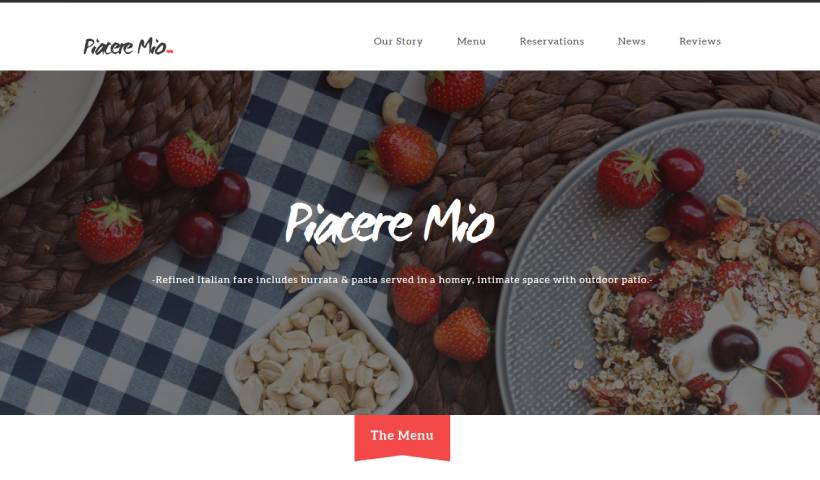 Piacere Mio
Our Story Menu Reservations News Reviews
Piacere Mio
-Refined Italian fare includes burrata & pasta served in a homey, intimate space with outdoor patio.-
The Menu